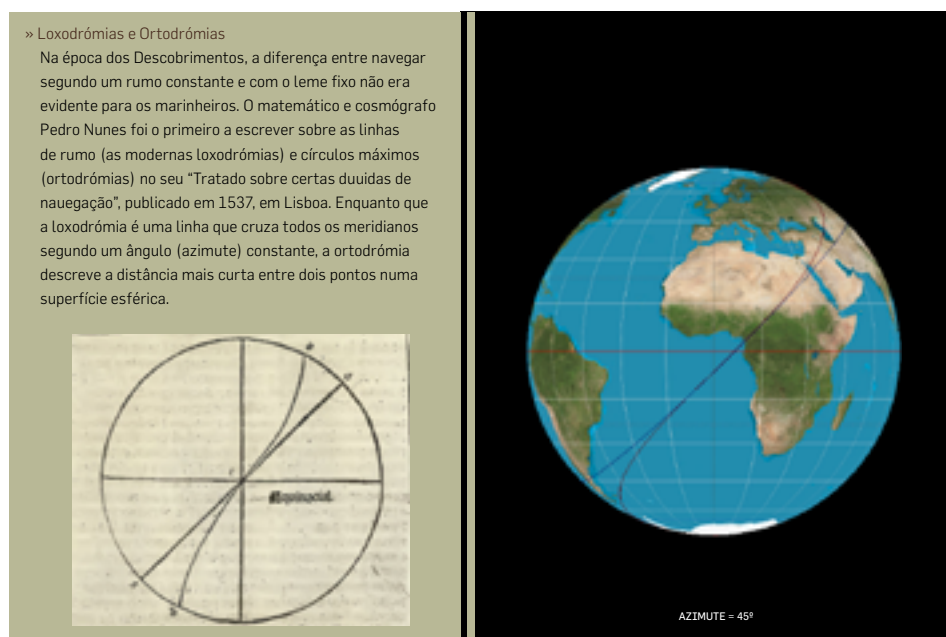 » Loxodrómias e Ortodrómias
Na época dos Descobrimentos, a diferença entre navegar
segundo um rumo constante e com o leme fixo não era
evidente para os marinheiros. O matemático e cosmógrafo
Pedro Nunes foi o primeiro a escrever sobre as linhas
de rumo (as modernas loxodrómias) e círculos máximos
(ortodrómias) no seu “Tratado sobre certas duuidas de
nauegação”, publicado em 1537, em Lisboa. Enquanto que
a loxodrómia é uma linha que cruza todos os meridianos
segundo um ângulo (azimute) constante, a ortodrómia
descreve a distância mais curta entre dois pontos numa
superfície esférica.
AZIMUTE = 45º